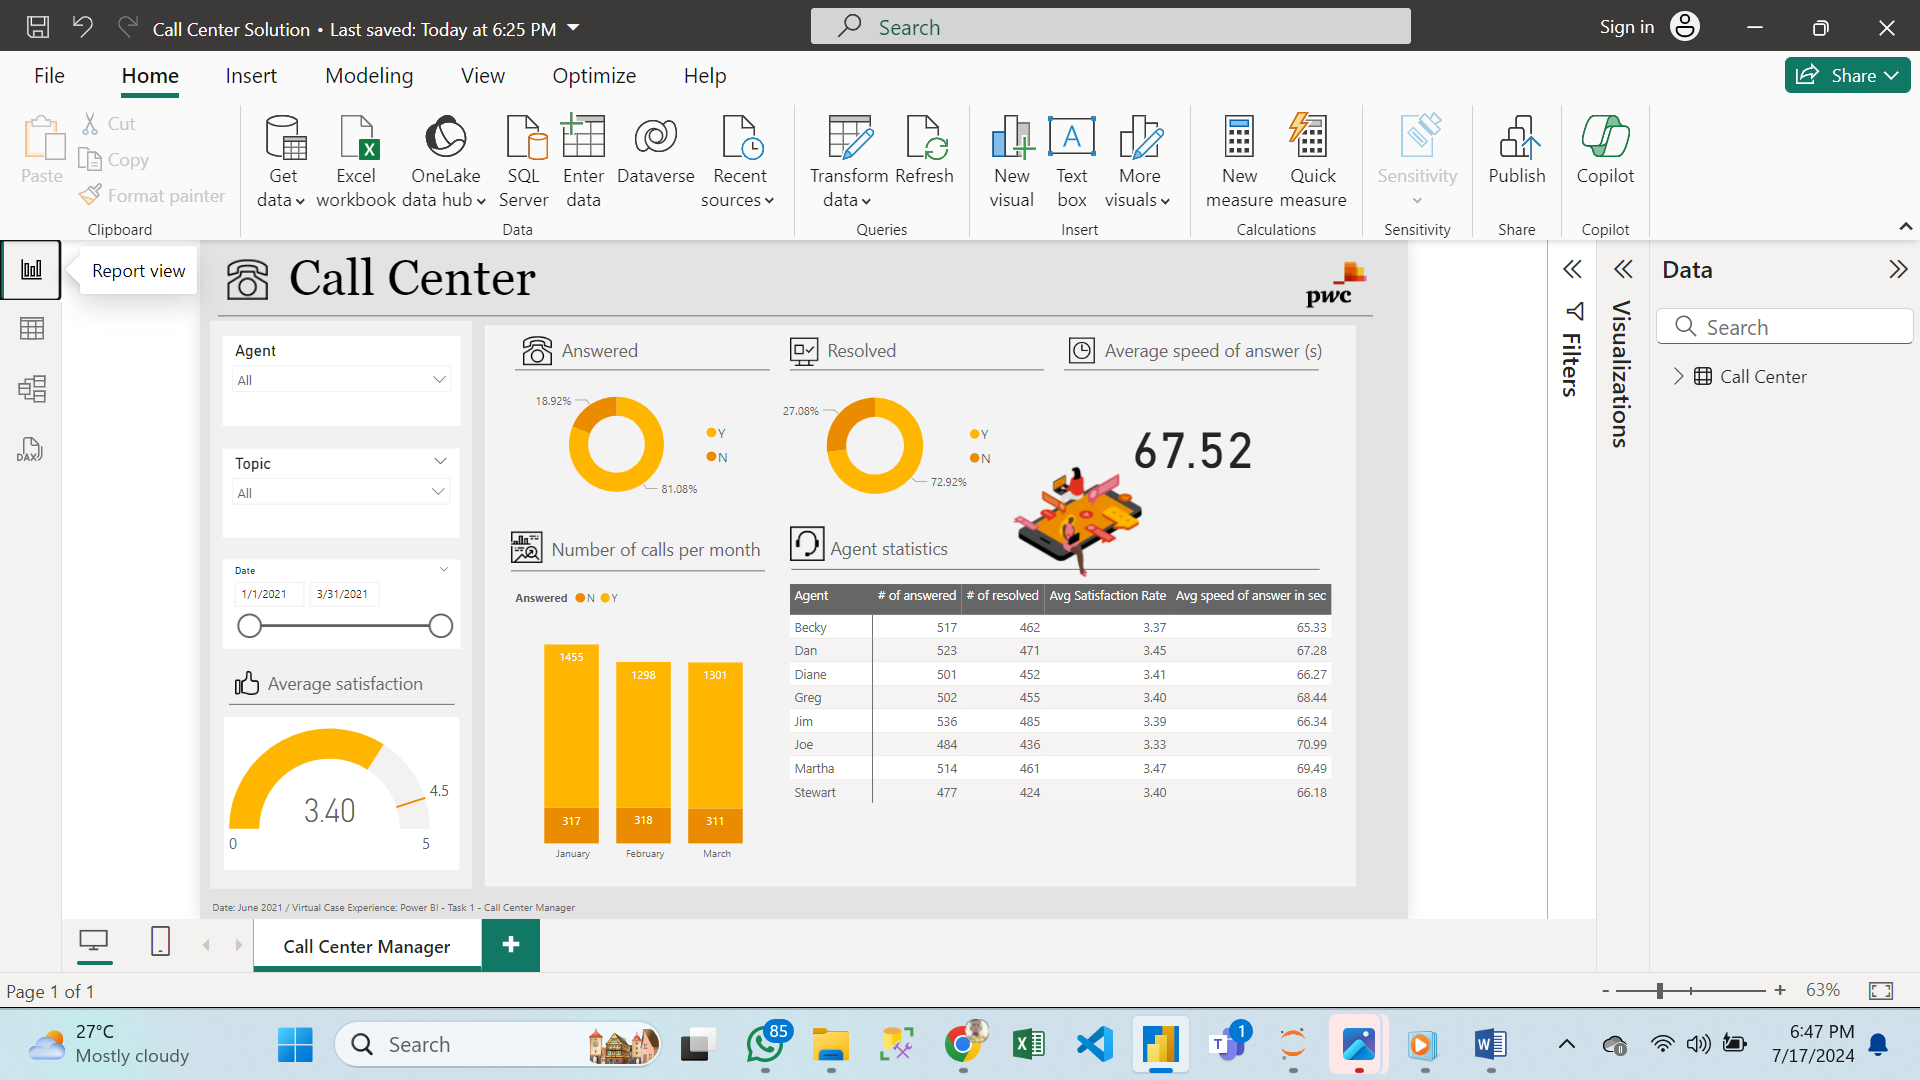 Call Center Solution • Last saved: Today at 6:25 PM
Search
Sign in
File Home Insert Modeling View Optimize Help
Share
Paste
Cut
Copy
Format painter
Clipboard
Get data
Excel workbook
OneLake data hub
SQL Server
Enter data
Dataverse
Recent sources
Data
Transform data
Refresh
Queries
New visual
Text box
More visuals
Insert
New measure
Quick measure
Calculations
Sensitivity
Sensitivity
Publish
Share
Copilot
Copilot
Report view
DAX
Call Center
pwc
Agent
All
Topic
All
Date
1/1/2021 3/31/2021
Average satisfaction
3.40
4.5
0 5
Answered
18.92%
81.08%
Y
N
Resolved
27.08%
72.92%
Y
N
Average speed of answer (s)
67.52
Number of calls per month
Answered N Y
1455 1298 1301
317 318 311
January February March
Agent statistics
Agent # of answered # of resolved Avg Satisfaction Rate Avg speed of answer in sec
Becky 517 462 3.37 65.33
Dan 523 471 3.45 67.28
Diane 501 452 3.41 66.27
Greg 502 455 3.40 68.44
Jim 536 485 3.39 66.34
Joe 484 436 3.33 70.99
Martha 514 461 3.47 69.49
Stewart 477 424 3.40 66.18
Date: June 2021 / Virtual Case Experience: Power BI - Task 1 - Call Center Manager
Filters
Visualizations
Data
Search
Call Center
Call Center Manager
Page 1 of 1
- + 63%
27°C
Mostly cloudy
Search
85
1
6:47 PM
7/17/2024